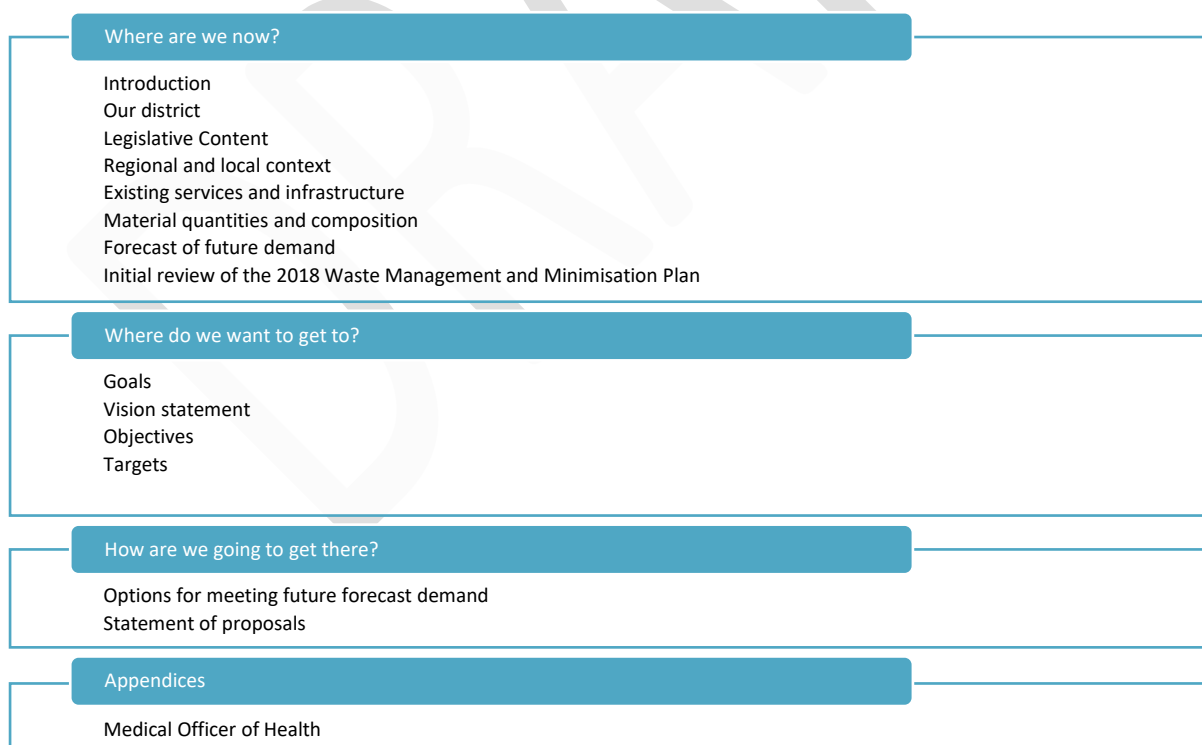 Where are we now?
Introduction
Our district
Legislative Content
Regional and local context
Existing services and infrastructure
Material quantities and composition
Forecast of future demand
Initial review of the 2018 Waste Management and Minimisation Plan
Where do we want to get to?
Goals
Vision statement
Objectives
Targets
How are we going to get there?
Options for meeting future forecast demand
Statement of proposals
Appendices
Medical Officer of Health